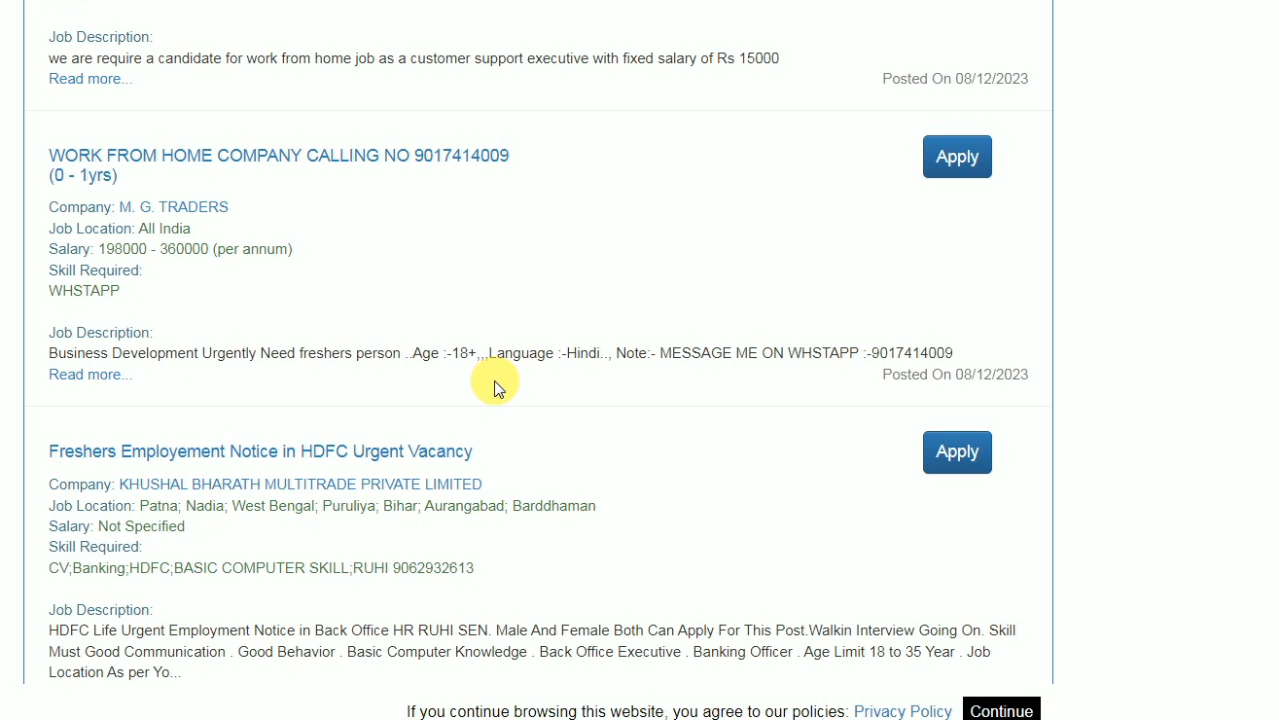 Job Description:
we are require a candidate for work from home job as a customer support executive with fixed salary of Rs 15000
Read more...
Posted On 08/12/2023
WORK FROM HOME COMPANY CALLING NO 9017414009
(0 - 1yrs)
Apply
Company: M. G. TRADERS
Job Location: All India
Salary: 198000 - 360000 (per annum)
Skill Required:
WHSTAPP
Job Description:
Business Development Urgently Need freshers person ..Age :-18+,,,Language :-Hindi.., Note:- MESSAGE ME ON WHSTAPP :-9017414009
Read more...
Posted On 08/12/2023
Freshers Employement Notice in HDFC Urgent Vacancy
Apply
Company: KHUSHAL BHARATH MULTITRADE PRIVATE LIMITED
Job Location: Patna; Nadia; West Bengal; Puruliya; Bihar; Aurangabad; Barddhaman
Salary: Not Specified
Skill Required:
CV;Banking;HDFC;BASIC COMPUTER SKILL;RUHI 9062932613
Job Description:
HDFC Life Urgent Employment Notice in Back Office HR RUHI SEN. Male And Female Both Can Apply For This Post.Walkin Interview Going On. Skill
Must Good Communication . Good Behavior . Basic Computer Knowledge . Back Office Executive . Banking Officer . Age Limit 18 to 35 Year . Job
Location As per Yo...
If you continue browsing this website, you agree to our policies: Privacy Policy
Continue